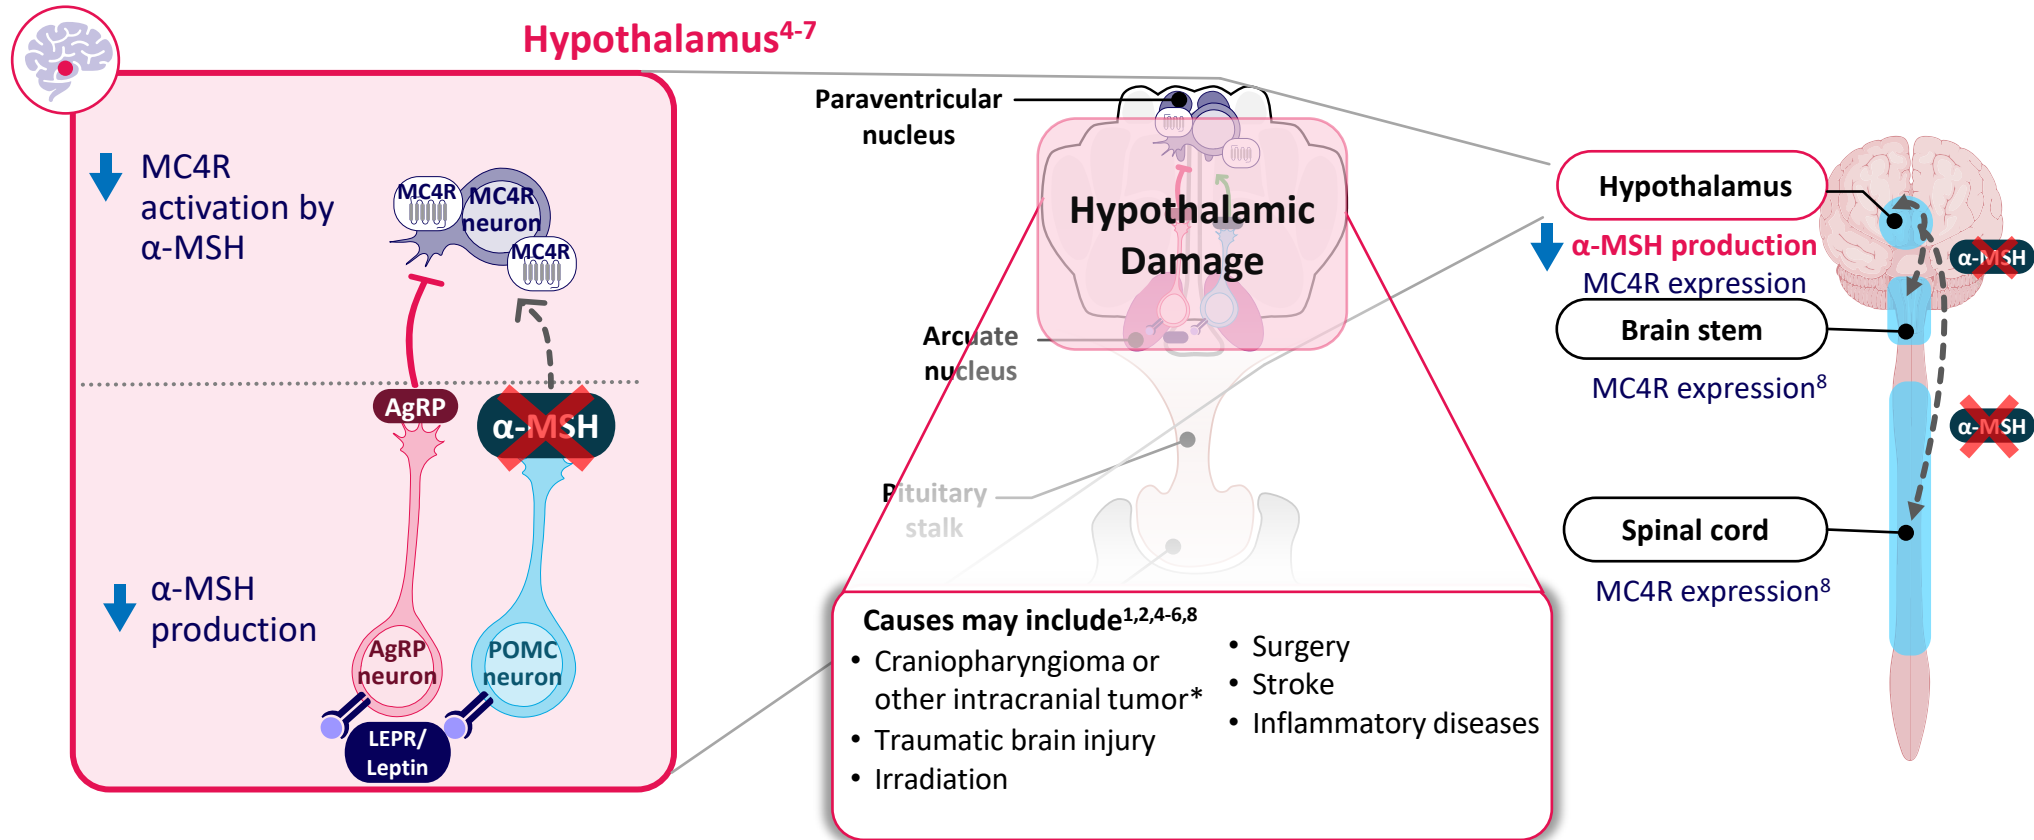 Hypothalamus⁴⁻⁷
MC4R
activation by
α-MSH
MC4R
MC4R
neuron
MC4R
AgRP
α-MSH
α-MSH
production
AgRP
neuron
POMC
neuron
LEPR/
Leptin
Paraventricular
nucleus
Hypothalamic
Damage
Arcuate
nucleus
Pituitary
stalk
Causes may include¹,²,⁴⁻⁶,⁸
• Craniopharyngioma or
other intracranial tumor*
• Traumatic brain injury
• Irradiation
• Surgery
• Stroke
• Inflammatory diseases
Hypothalamus
α-MSH production
MC4R expression
Brain stem
MC4R expression⁸
Spinal cord
MC4R expression⁸
α-MSH
α-MSH